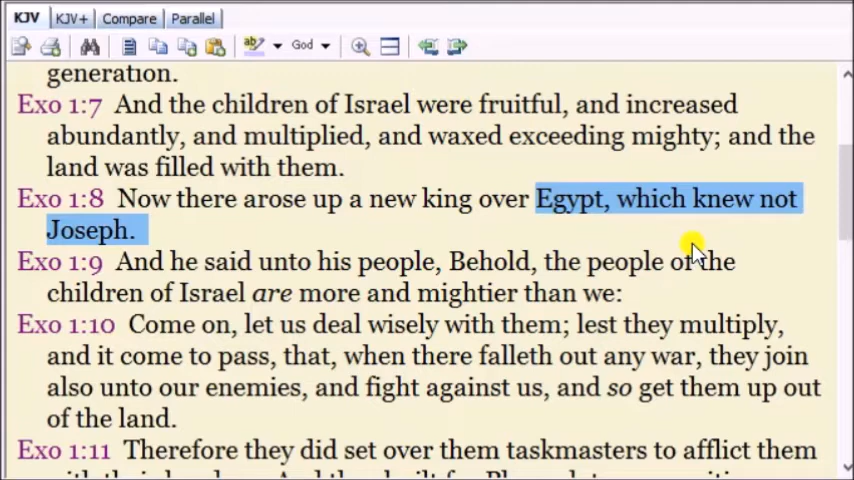 KJV KJV+ Compare Parallel
God
generation.
Exo 1:7 And the children of Israel were fruitful, and increased
abundantly, and multiplied, and waxed exceeding mighty; and the
land was filled with them.
Exo 1:8 Now there arose up a new king over Egypt, which knew not
Joseph.
Exo 1:9 And he said unto his people, Behold, the people of the
children of Israel are more and mightier than we:
Exo 1:10 Come on, let us deal wisely with them; lest they multiply,
and it come to pass, that, when there falleth out any war, they join
also unto our enemies, and fight against us, and so get them up out
of the land.
Exo 1:11 Therefore they did set over them taskmasters to afflict them